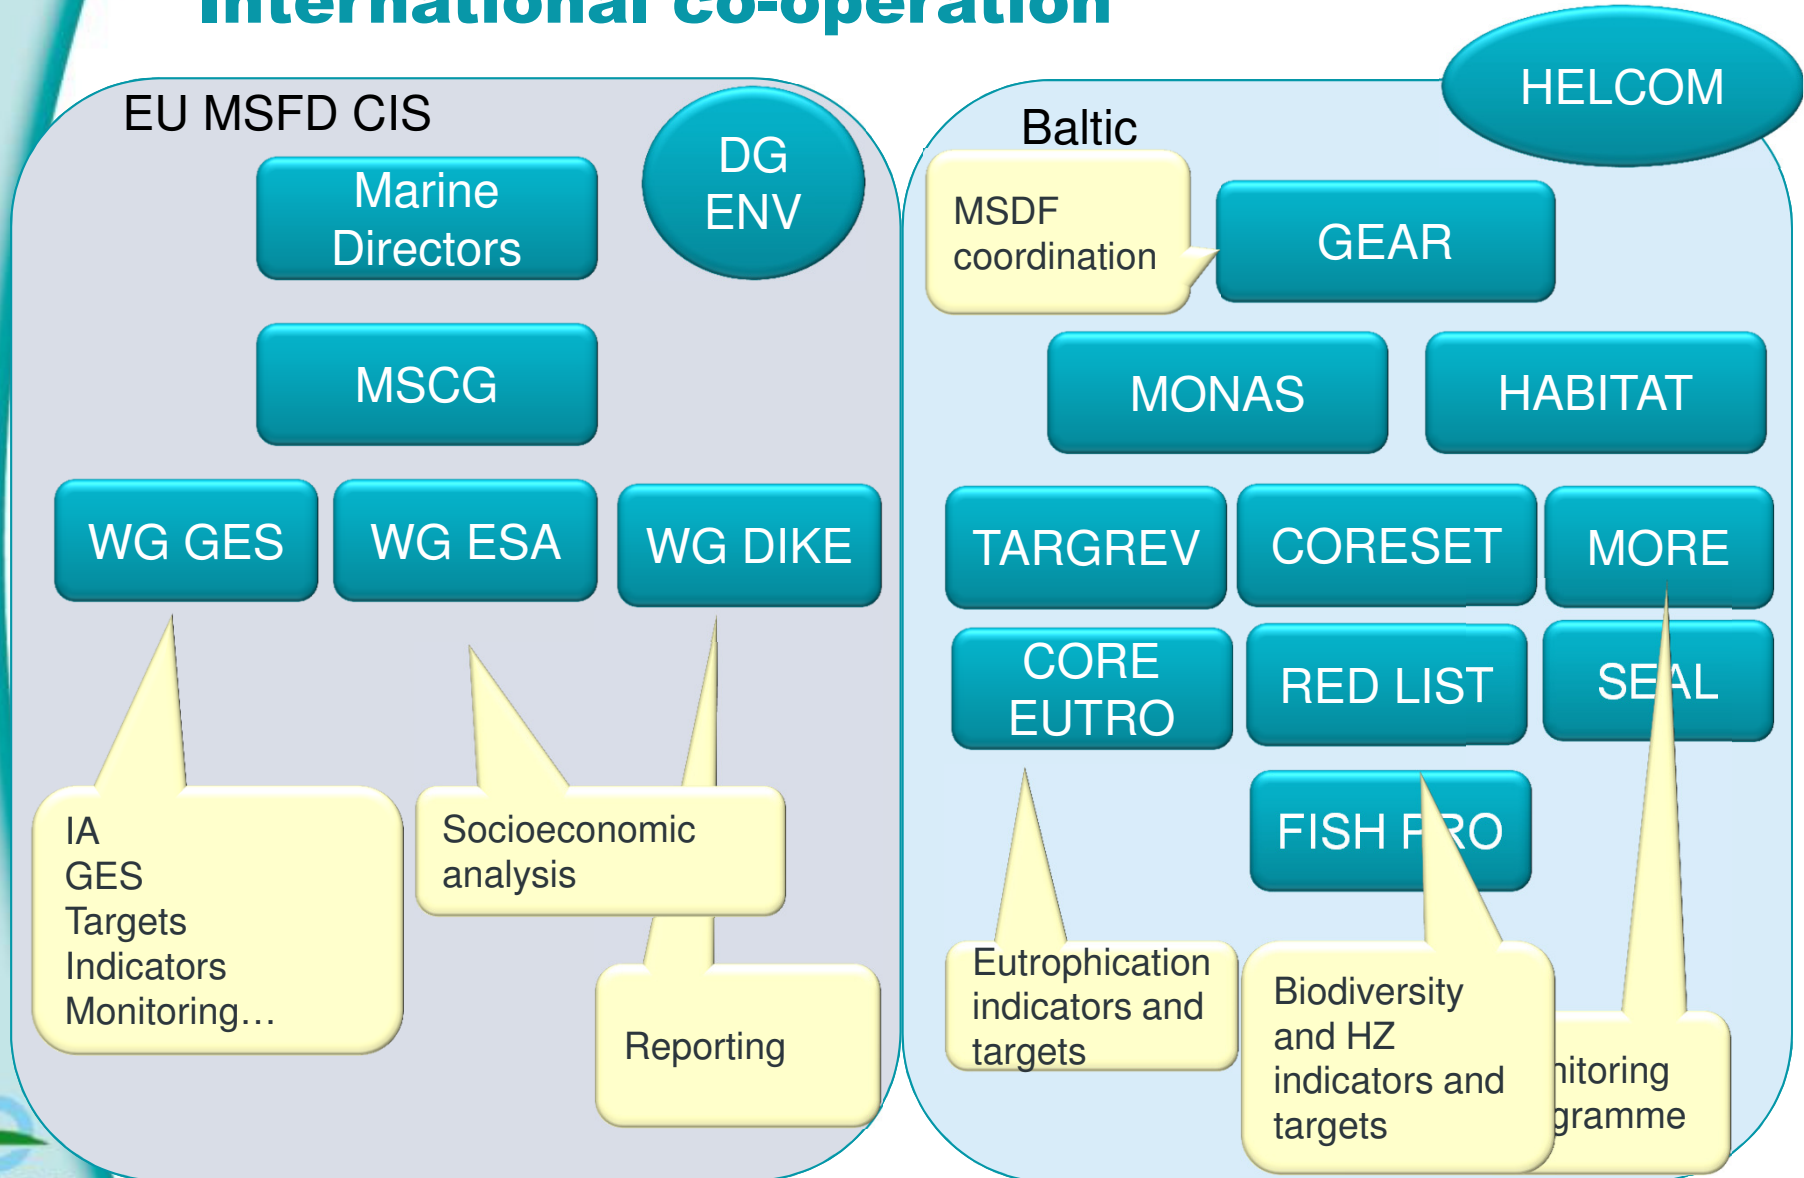 International co-operation
EU MSFD CIS
DG
ENV
Marine
Directors
MSCG
WG GES
WG ESA
WG DIKE
IA
GES
Targets
Indicators
Monitoring…
Socioeconomic
analysis
Reporting
HELCOM
Baltic
MSDF
coordination
GEAR
MONAS
HABITAT
TARGREV
CORESET
MORE
CORE
EUTRO
RED LIST
SEAL
FISH PRO
Eutrophication
indicators and
targets
Biodiversity
and HZ
indicators and
targets
nitoring
gramme